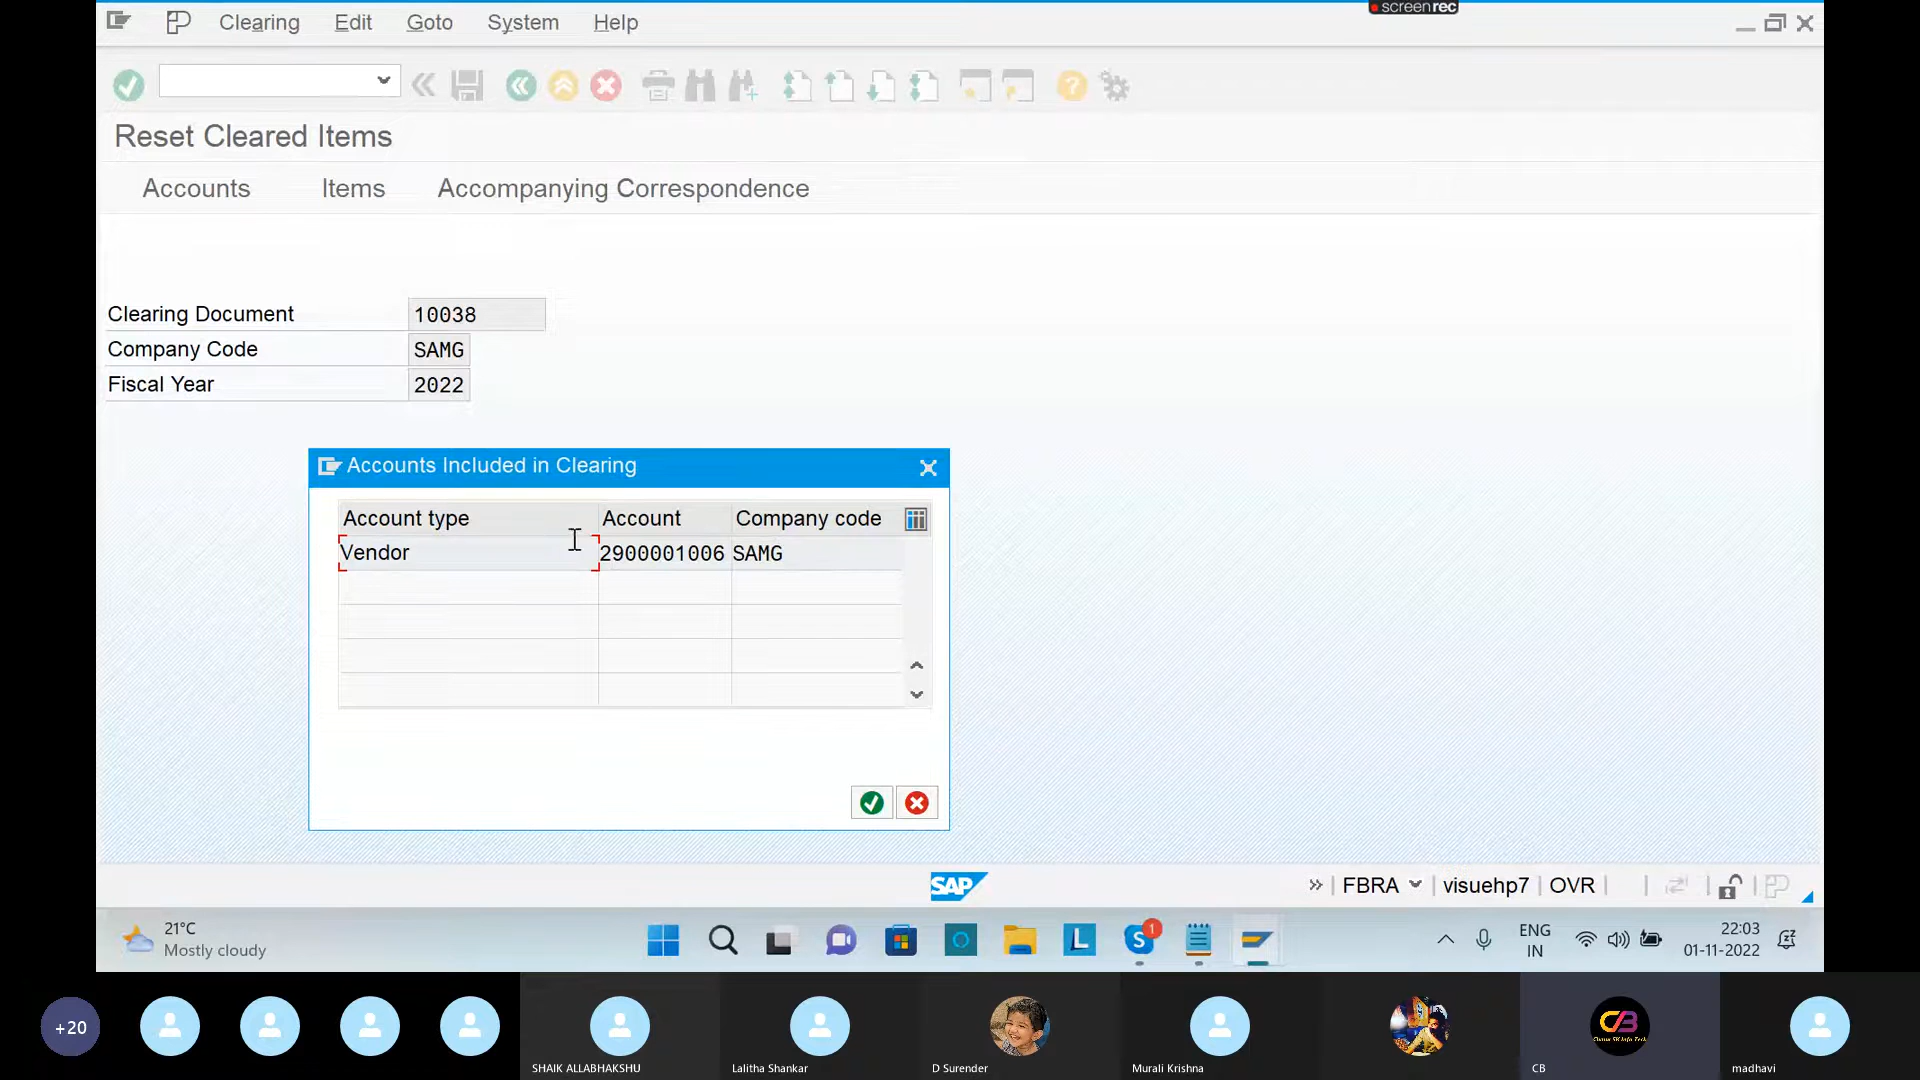 screenrec
Clearing Edit Goto System Help
Reset Cleared Items
Accounts Items Accompanying Correspondence
Clearing Document 10038
Company Code SAMG
Fiscal Year 2022
Accounts Included in Clearing
Account type Account Company code
Vendor 2900001006 SAMG
SAP FBRA visuehp7 OVR
21°C
Mostly cloudy
L S 1
ENG
IN
22:03
01-11-2022
+20
CB
SHAIK ALLABHAKSHU Lalitha Shankar D Surender Murali Krishna CB madhavi